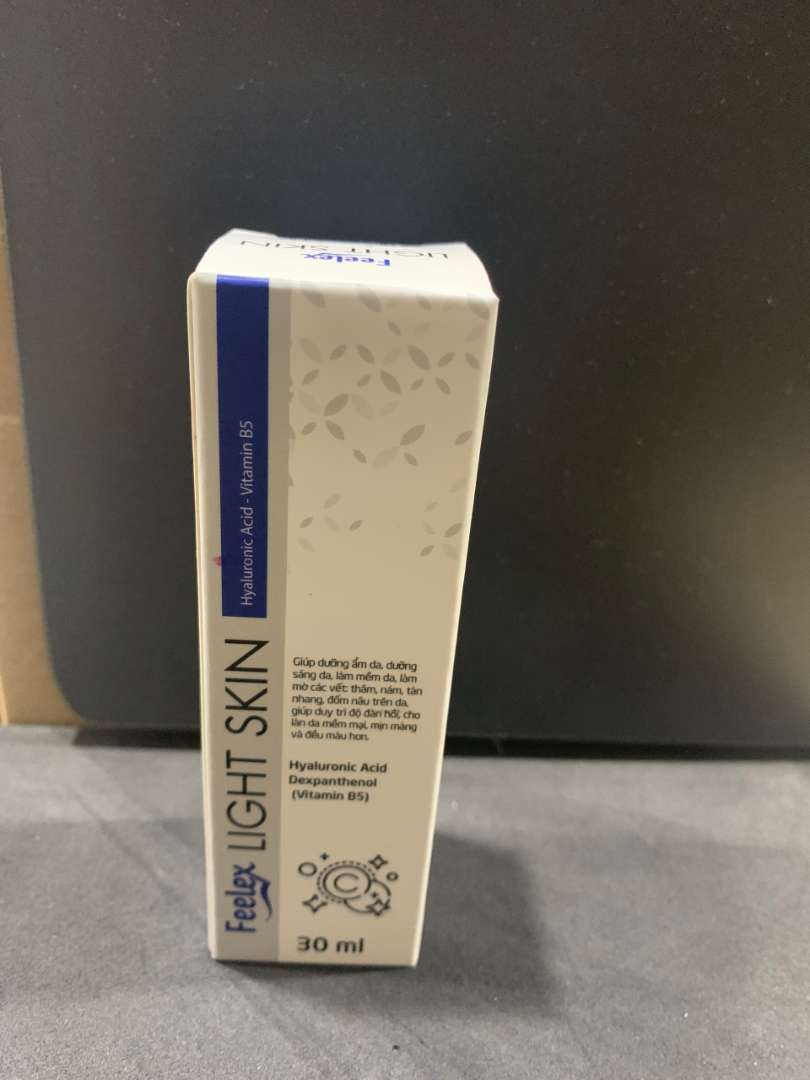 Feelex
LIGHT SKIN
Feelex LIGHT SKIN
Hyaluronic Acid - Vitamin B5
Giúp dưỡng ẩm da, dưỡng
sáng da, làm mềm da, làm
mờ các vết: thâm, nám, tàn
nhang, đốm nâu trên da,
giúp duy trì độ đàn hồi, cho
làn da mềm mại, mịn màng
và đều màu hơn.
Hyaluronic Acid
Dexpanthenol
(Vitamin B5)
C
30 ml